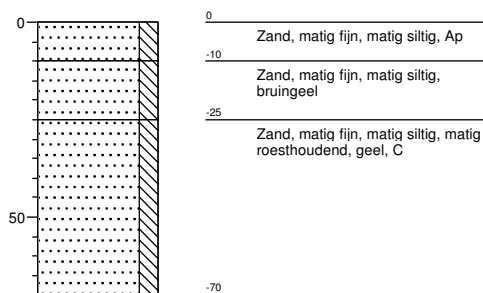 0
0
Zand, matig fijn, matig siltig, Ap
-10
Zand, matig fijn, matig siltig,
bruingeel
-25
Zand, matig fijn, matig siltig, matig
roesthoudend, geel, C
50
-70